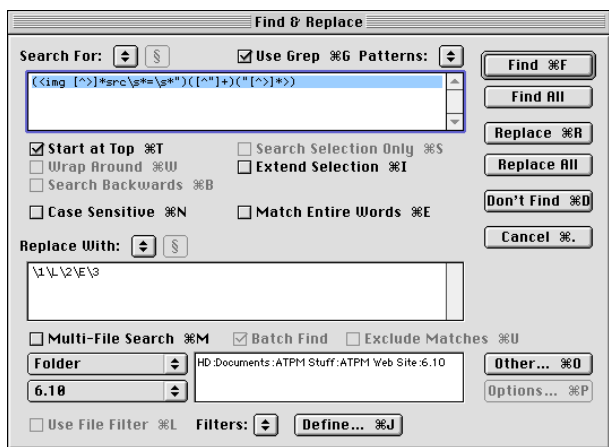 Find & Replace
Search For: §
Use Grep ⌘G Patterns:
(<img [^>]*src\s*=\s*")([^"]+)("[^>]*>)
Find ⌘F
Find All
Replace ⌘R
Replace All
Don't Find ⌘D
Cancel ⌘.
Start at Top ⌘T
Search Selection Only ⌘S
Wrap Around ⌘W
Extend Selection ⌘I
Search Backwards ⌘B
Case Sensitive ⌘N
Match Entire Words ⌘E
Replace With: §
\1\L\2\E\3
Multi-File Search ⌘M
Batch Find
Exclude Matches ⌘U
Folder
HD:Documents:ATPM Stuff:ATPM Web Site:6.10
Other... ⌘O
6.10
Options... ⌘P
Use File Filter ⌘L
Filters:
Define... ⌘J